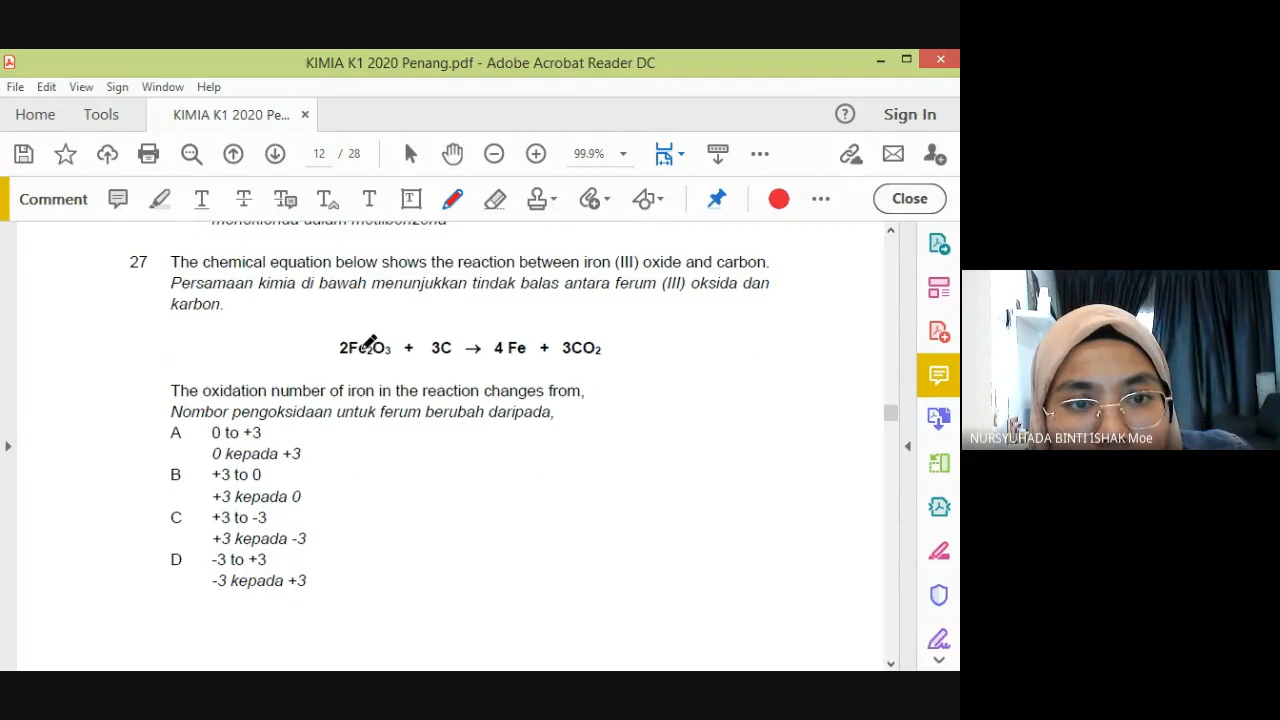 KIMIA K1 2020 Penang.pdf - Adobe Acrobat Reader DC
File Edit View Sign Window Help
Home Tools KIMIA K1 2020 Pe... × Sign In
12 / 28 99.9%
Comment Close
27 The chemical equation below shows the reaction between iron (III) oxide and carbon.
Persamaan kimia di bawah menunjukkan tindak balas antara ferum (III) oksida dan
karbon.
2Fe₂O₃ + 3C → 4 Fe + 3CO₂
The oxidation number of iron in the reaction changes from,
Nombor pengoksidaan untuk ferum berubah daripada,
A 0 to +3
0 kepada +3
B +3 to 0
+3 kepada 0
C +3 to -3
+3 kepada -3
D -3 to +3
-3 kepada +3
NURSYUHADA BINTI ISHAK Moe